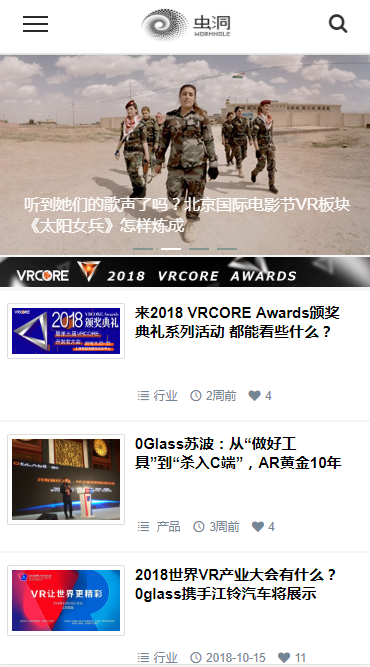 虫洞
WORMHOLE
听到她们的歌声了吗？北京国际电影节VR板块
《太阳女兵》怎样炼成
VRCORE 2018 VRCORE AWARDS
2018 颁奖典礼
来2018 VRCORE Awards颁奖
典礼系列活动 都能看些什么？
行业 2周前 4
0Glass苏波：从“做好工
具”到“杀入C端”，AR黄金10年
产品 3周前 4
VR让世界更精彩
2018世界VR产业大会有什么？
0glass携手江铃汽车将展示
行业 2018-10-15 11